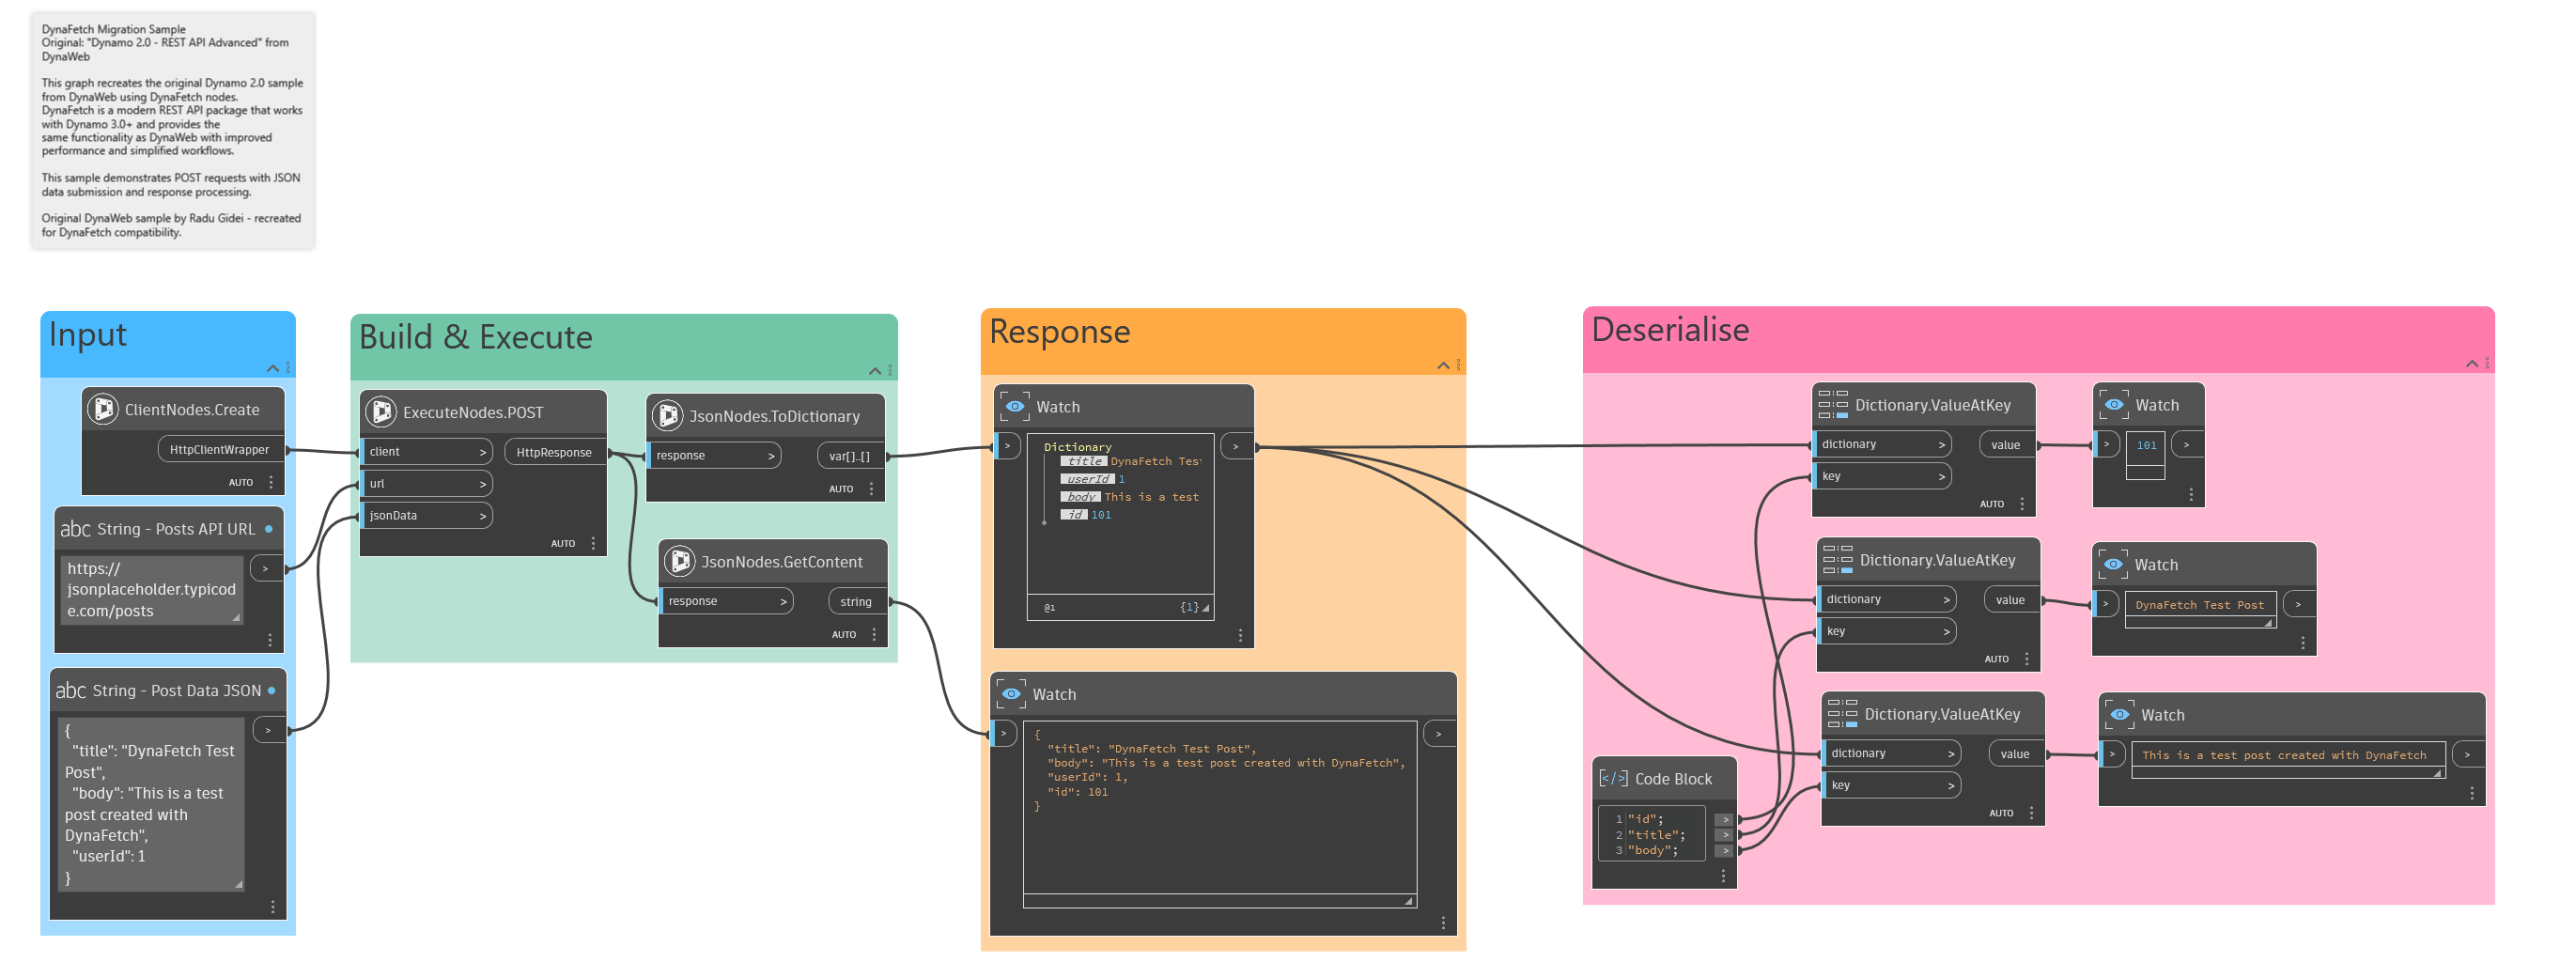 DynaFetch Migration Sample
Original: "Dynamo 2.0 - REST API Advanced" from
DynaWeb
This graph recreates the original Dynamo 2.0 sample
from DynaWeb using DynaFetch nodes.
DynaFetch is a modern REST API package that works
with Dynamo 3.0+ and provides the
same functionality as DynaWeb with improved
performance and simplified workflows.
This sample demonstrates POST requests with JSON
data submission and response processing.
Original DynaWeb sample by Radu Gidei - recreated
for DynaFetch compatibility.
Input
ClientNodes.Create
HttpClientWrapper
AUTO
abc String - Posts API URL
>
https://
jsonplaceholder.typicod
e.com/posts
abc String - Post Data JSON
>
{
"title": "DynaFetch Test
Post",
"body": "This is a test
post created with
DynaFetch",
"userId": 1
}
Build & Execute
ExecuteNodes.POST
client >
HttpResponse
url >
jsonData >
AUTO
JsonNodes.ToDictionary
response >
var[]..[]
AUTO
JsonNodes.GetContent
response >
string
AUTO
Response
Watch
>
>
Dictionary
title DynaFetch Tes
userId 1
body This is a test
id 101
@1
{1}
Watch
>
>
{
"title": "DynaFetch Test Post",
"body": "This is a test post created with DynaFetch",
"userId": 1,
"id": 101
}
Deserialise
Dictionary.ValueAtKey
dictionary >
value
key >
AUTO
Watch
>
101
>
Dictionary.ValueAtKey
dictionary >
value
key >
AUTO
Watch
>
DynaFetch Test Post
>
Dictionary.ValueAtKey
dictionary >
value
key >
AUTO
Watch
>
This is a test post created with DynaFetch
>
</> Code Block
1 "id"; >
2 "title"; >
3 "body"; >